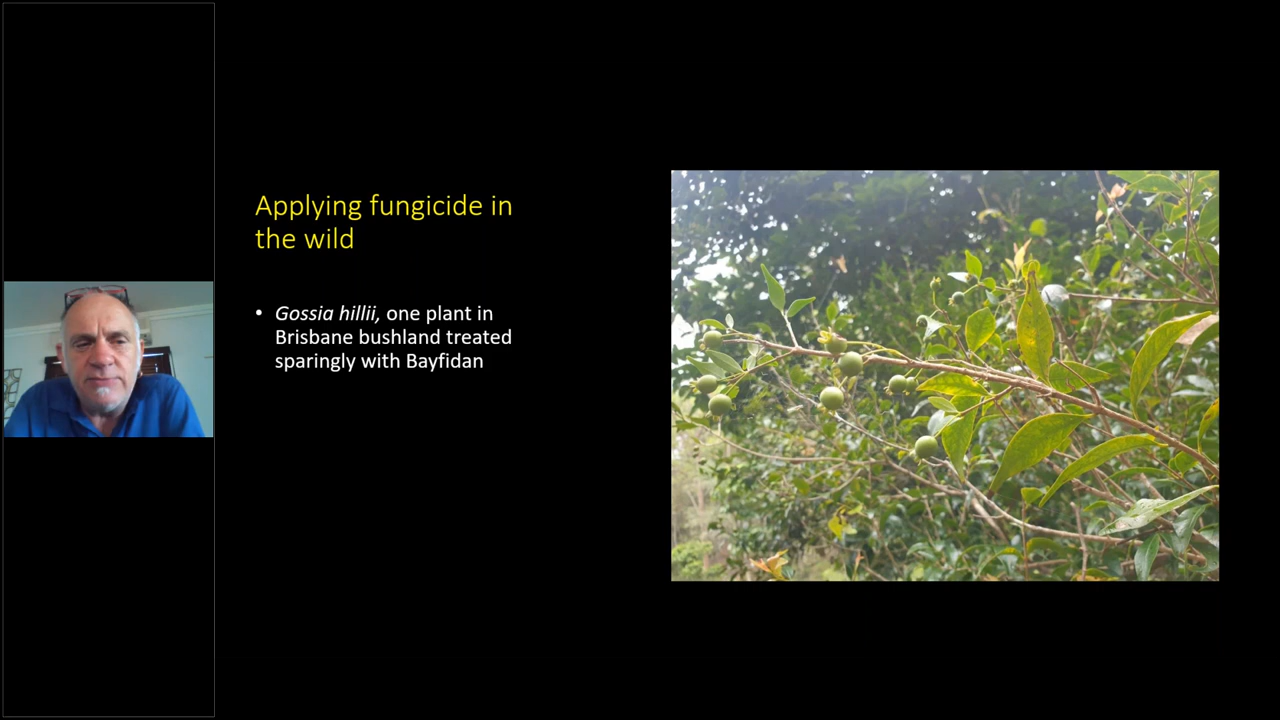 Applying fungicide in
the wild
• Gossia hillii, one plant in
Brisbane bushland treated
sparingly with Bayfidan